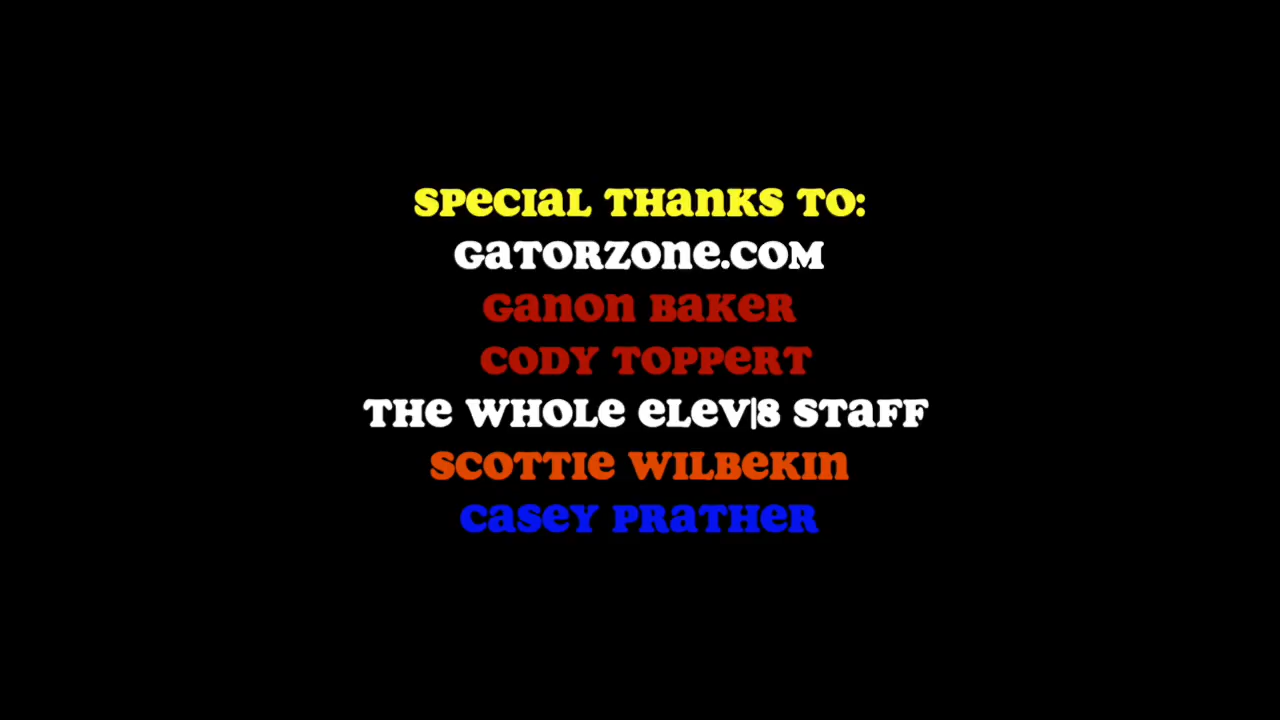 SPECIAL THANKS TO:
GATORZONE.COM
GANON BAKER
CODY TOPPERT
THE WHOLE ELEV|8 STAFF
SCOTTIE WILBEKIN
CASEY PRATHER